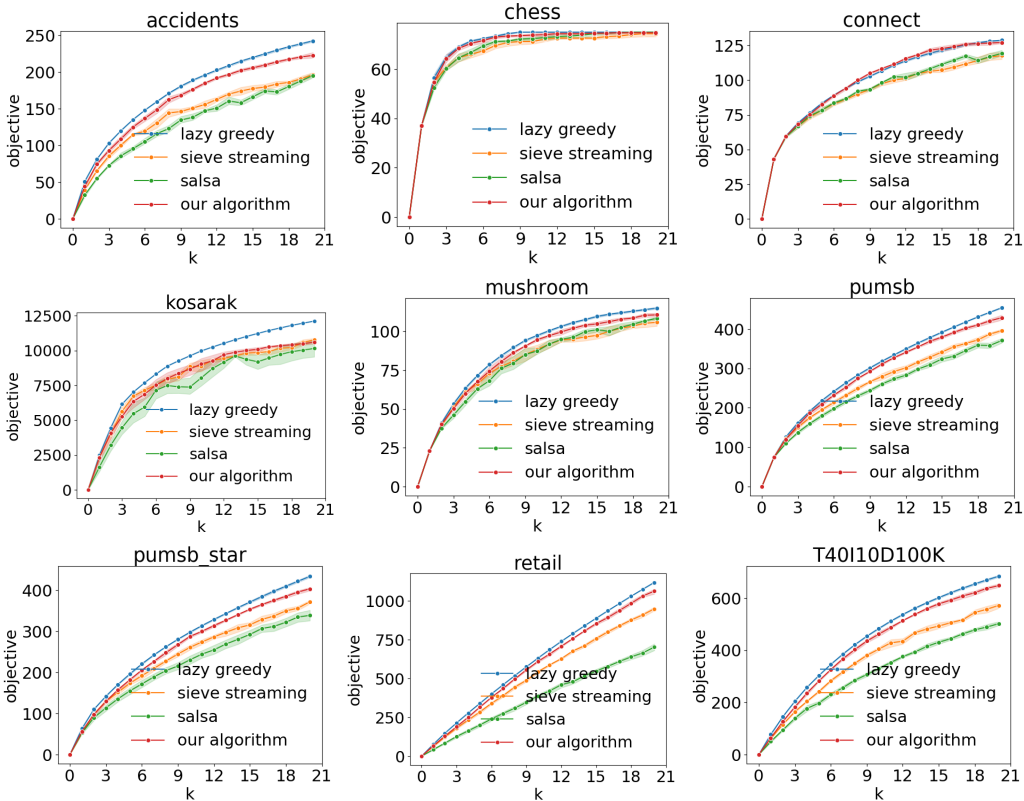 accidents
250
200
150
100
50
0
objective
lazy greedy
sieve streaming
salsa
our algorithm
0 3 6 9 12 15 18 21
k
chess
60
40
20
0
objective
lazy greedy
sieve streaming
salsa
our algorithm
0 3 6 9 12 15 18 21
k
connect
125
100
75
50
25
0
objective
lazy greedy
sieve streaming
salsa
our algorithm
0 3 6 9 12 15 18 21
k
kosarak
12500
10000
7500
5000
2500
0
objective
lazy greedy
sieve streaming
salsa
our algorithm
0 3 6 9 12 15 18 21
k
mushroom
100
75
50
25
0
objective
lazy greedy
sieve streaming
salsa
our algorithm
0 3 6 9 12 15 18 21
k
pumsb
400
300
200
100
0
objective
lazy greedy
sieve streaming
salsa
our algorithm
0 3 6 9 12 15 18 21
k
pumsb_star
400
300
200
100
0
objective
lazy greedy
sieve streaming
salsa
our algorithm
0 3 6 9 12 15 18 21
k
retail
1000
750
500
250
0
objective
lazy greedy
sieve streaming
salsa
our algorithm
0 3 6 9 12 15 18 21
k
T40I10D100K
600
400
200
0
objective
lazy greedy
sieve streaming
salsa
our algorithm
0 3 6 9 12 15 18 21
k